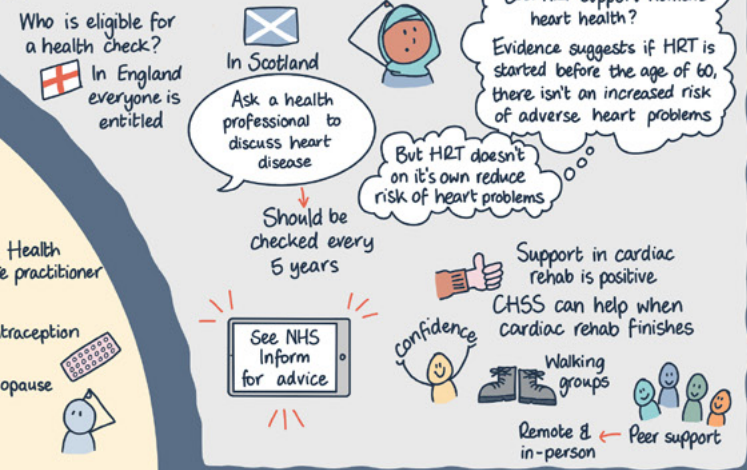 Who is eligible for
a health check?
In England
everyone is
entitled
In Scotland
Ask a health
professional to
discuss heart
disease
Should be
checked every
5 years
heart health?
Evidence suggests if HRT is
started before the age of 60,
there isn't an increased risk
of adverse heart problems
But HRT doesn't
on it's own reduce
risk of heart problems
Health
practitioner
See NHS
Inform
for advice
Support in cardiac
rehab is positive
CHSS can help when
cardiac rehab finishes
Confidence
Walking
groups
Peer support
Remote &
in-person